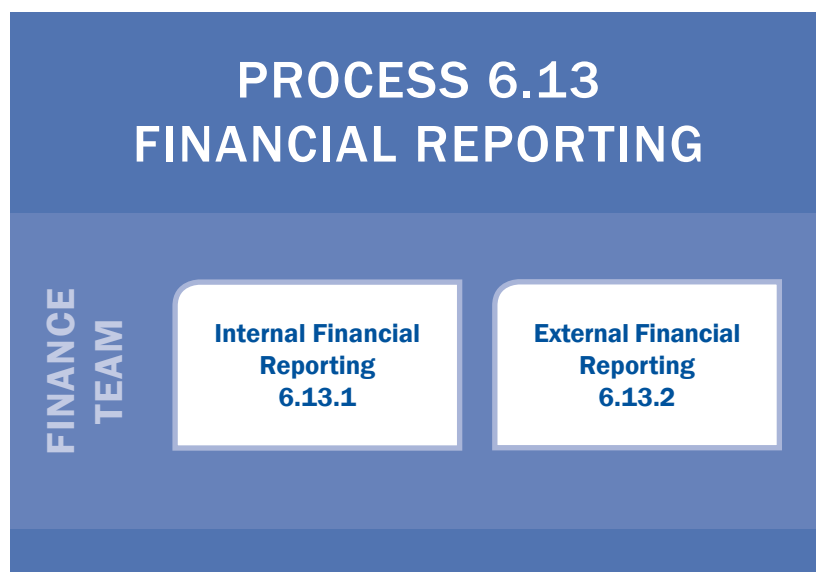 PROCESS 6.13
FINANCIAL REPORTING
FINANCE
TEAM
Internal Financial
Reporting
6.13.1
External Financial
Reporting
6.13.2